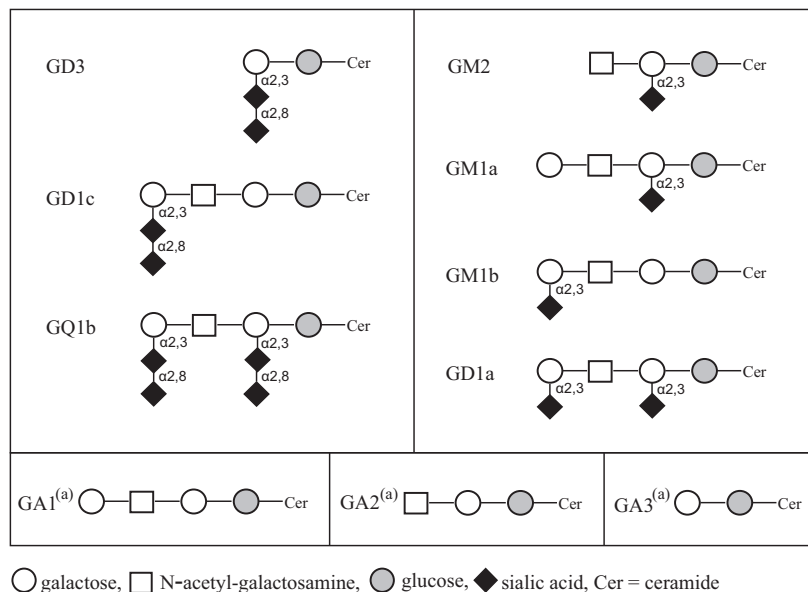 GD3 Cer
α2,3
α2,8
GD1c Cer
α2,3
α2,8
GQ1b Cer
α2,3 α2,3
α2,8 α2,8
GM2 Cer
α2,3
GM1a Cer
α2,3
GM1b Cer
α2,3
GD1a Cer
α2,3 α2,3
GA1(a) Cer
GA2(a) Cer
GA3(a) Cer
galactose, N-acetyl-galactosamine, glucose, sialic acid, Cer = ceramide